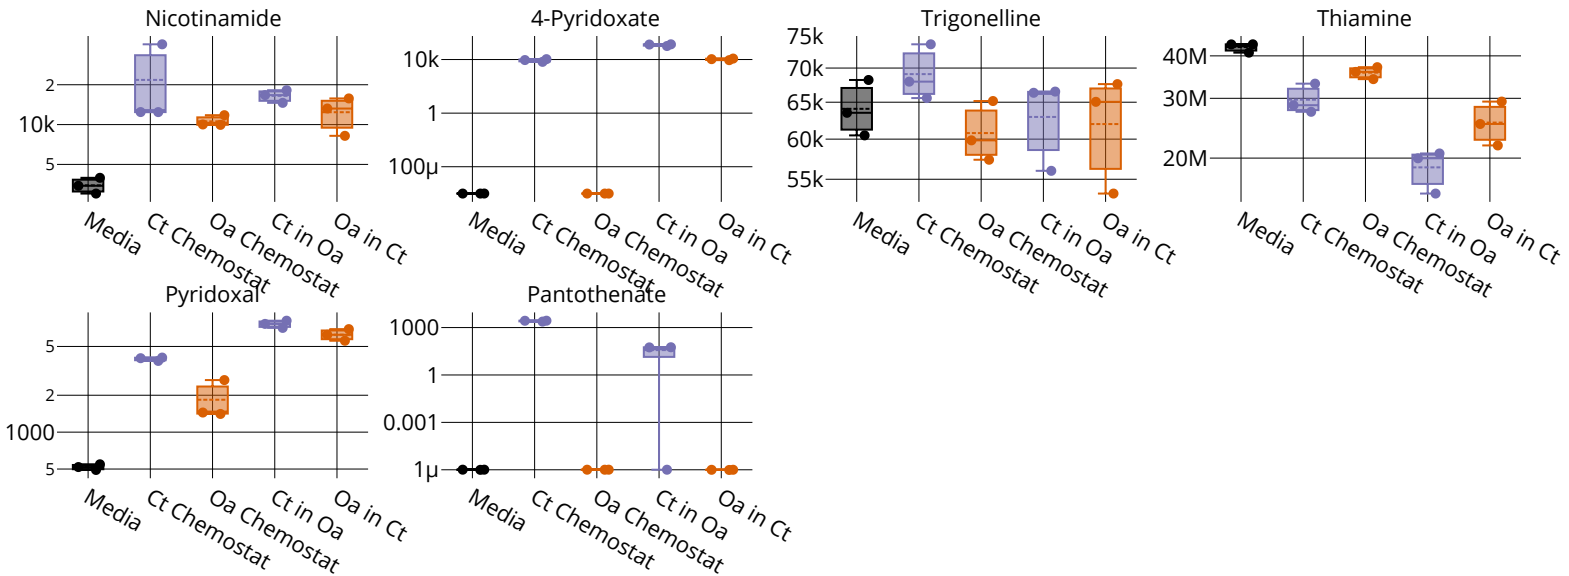 Nicotinamide
2
10k
5
Media
Ct Chemostat
Oa Chemostat
Ct in Oa
Oa in Ct
4-Pyridoxate
10k
1
100µ
Media
Ct Chemostat
Oa Chemostat
Ct in Oa
Oa in Ct
Trigonelline
75k
70k
65k
60k
55k
Media
Ct Chemostat
Oa Chemostat
Ct in Oa
Oa in Ct
Thiamine
40M
30M
20M
Media
Ct Chemostat
Oa Chemostat
Ct in Oa
Oa in Ct
Pyridoxal
5
2
1000
5
Media
Ct Chemostat
Oa Chemostat
Ct in Oa
Oa in Ct
Pantothenate
1000
1
0.001
1µ
Media
Ct Chemostat
Oa Chemostat
Ct in Oa
Oa in Ct